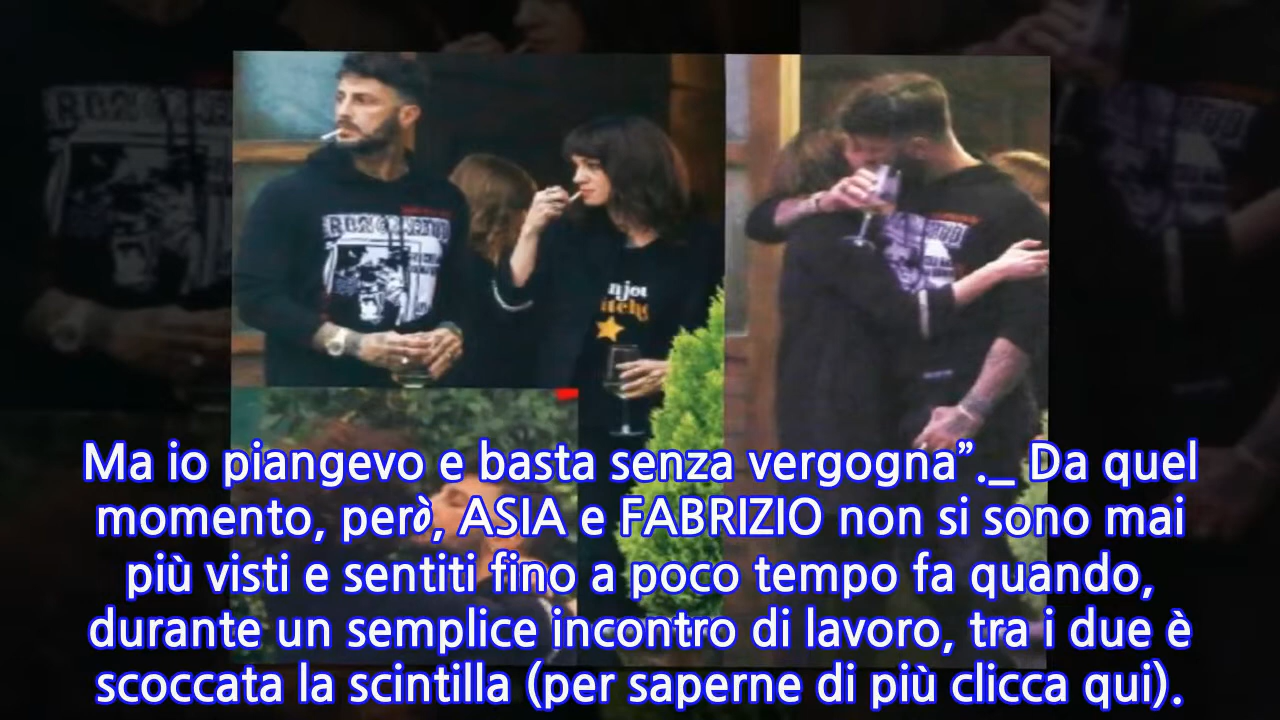 njou
itchy
Ma io piangevo e basta senza vergogna”._ Da quel
momento, però, ASIA e FABRIZIO non si sono mai
più visti e sentiti fino a poco tempo fa quando,
durante un semplice incontro di lavoro, tra i due è
scoccata la scintilla (per saperne di più clicca qui).